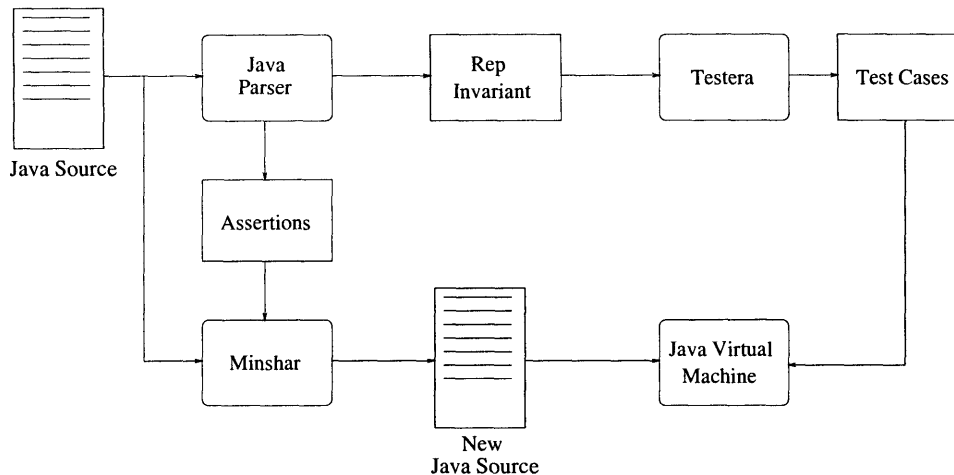 Java
Parser
Rep
Invariant
Testera
Test Cases
Java Source
Assertions
Minshar
Java Virtual
Machine
New
Java Source